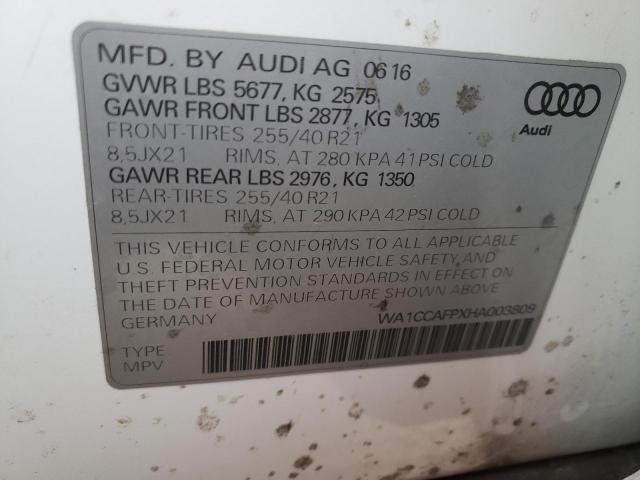 MFD. BY AUDI AG 06 16
GVWR LBS 5677, KG 2575
GAWR FRONT LBS 2877, KG 1305
FRONT-TIRES 255/40 R21
8,5JX21 RIMS, AT 280 KPA 41 PSI COLD
GAWR REAR LBS 2976, KG 1350
REAR-TIRES 255/40 R21
8,5JX21 RIMS, AT 290 KPA 42 PSI COLD
Audi
THIS VEHICLE CONFORMS TO ALL APPLICABLE
U.S. FEDERAL MOTOR VEHICLE SAFETY AND
THEFT PREVENTION STANDARDS IN EFFECT ON
THE DATE OF MANUFACTURE SHOWN ABOVE.
GERMANY
WA1CCAFPXHA003809
TYPE
MPV